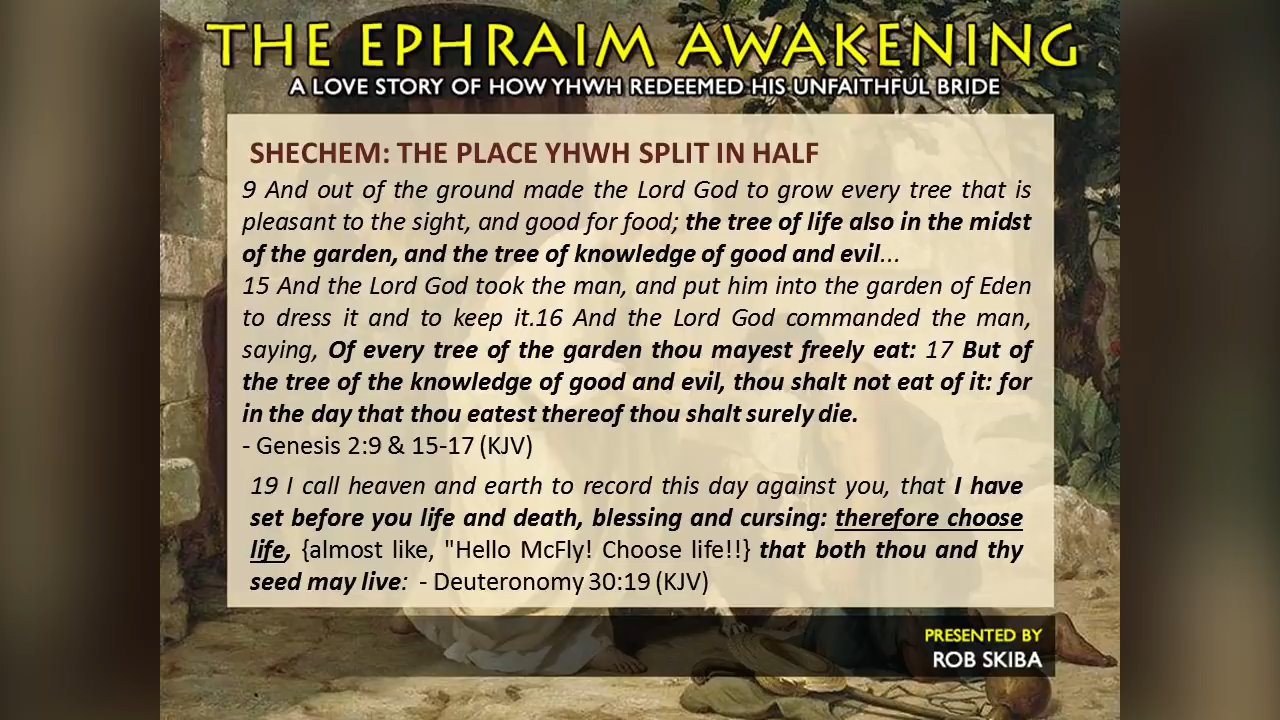 THE EPHRAIM AWAKENING
A LOVE STORY OF HOW YHWH REDEEMED HIS UNFAITHFUL BRIDE
SHECHEM: THE PLACE YHWH SPLIT IN HALF
9 And out of the ground made the Lord God to grow every tree that is
pleasant to the sight, and good for food; the tree of life also in the midst
of the garden, and the tree of knowledge of good and evil...
15 And the Lord God took the man, and put him into the garden of Eden
to dress it and to keep it.16 And the Lord God commanded the man,
saying, Of every tree of the garden thou mayest freely eat: 17 But of
the tree of the knowledge of good and evil, thou shalt not eat of it: for
in the day that thou eatest thereof thou shalt surely die.
- Genesis 2:9 & 15-17 (KJV)
19 I call heaven and earth to record this day against you, that I have
set before you life and death, blessing and cursing: therefore choose
life, {almost like, "Hello McFly! Choose life!!} that both thou and thy
seed may live: - Deuteronomy 30:19 (KJV)
PRESENTED BY
ROB SKIBA